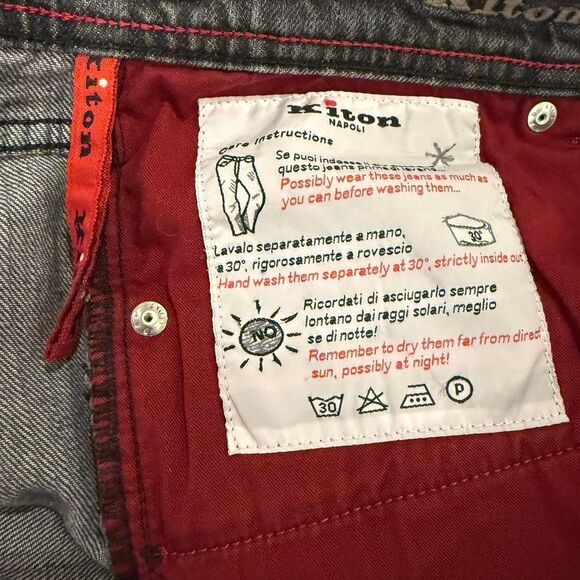 Kiton
Kiton
Kiton
NAPOLI
Care Instructions
Se puoi
questo jeans prima
Possibly wear these jeans as much as
you can before washing them...
Lavalo separatamente a mano,
a 30°, rigorosamente a rovescio
30°
Hand wash them separately at 30°, strictly inside out
NO
Ricordati di asciugarlo sempre
lontano dai raggi solari, meglio
se di notte!
Remember to dry them far from direct
sun, possibly at night!
30
P